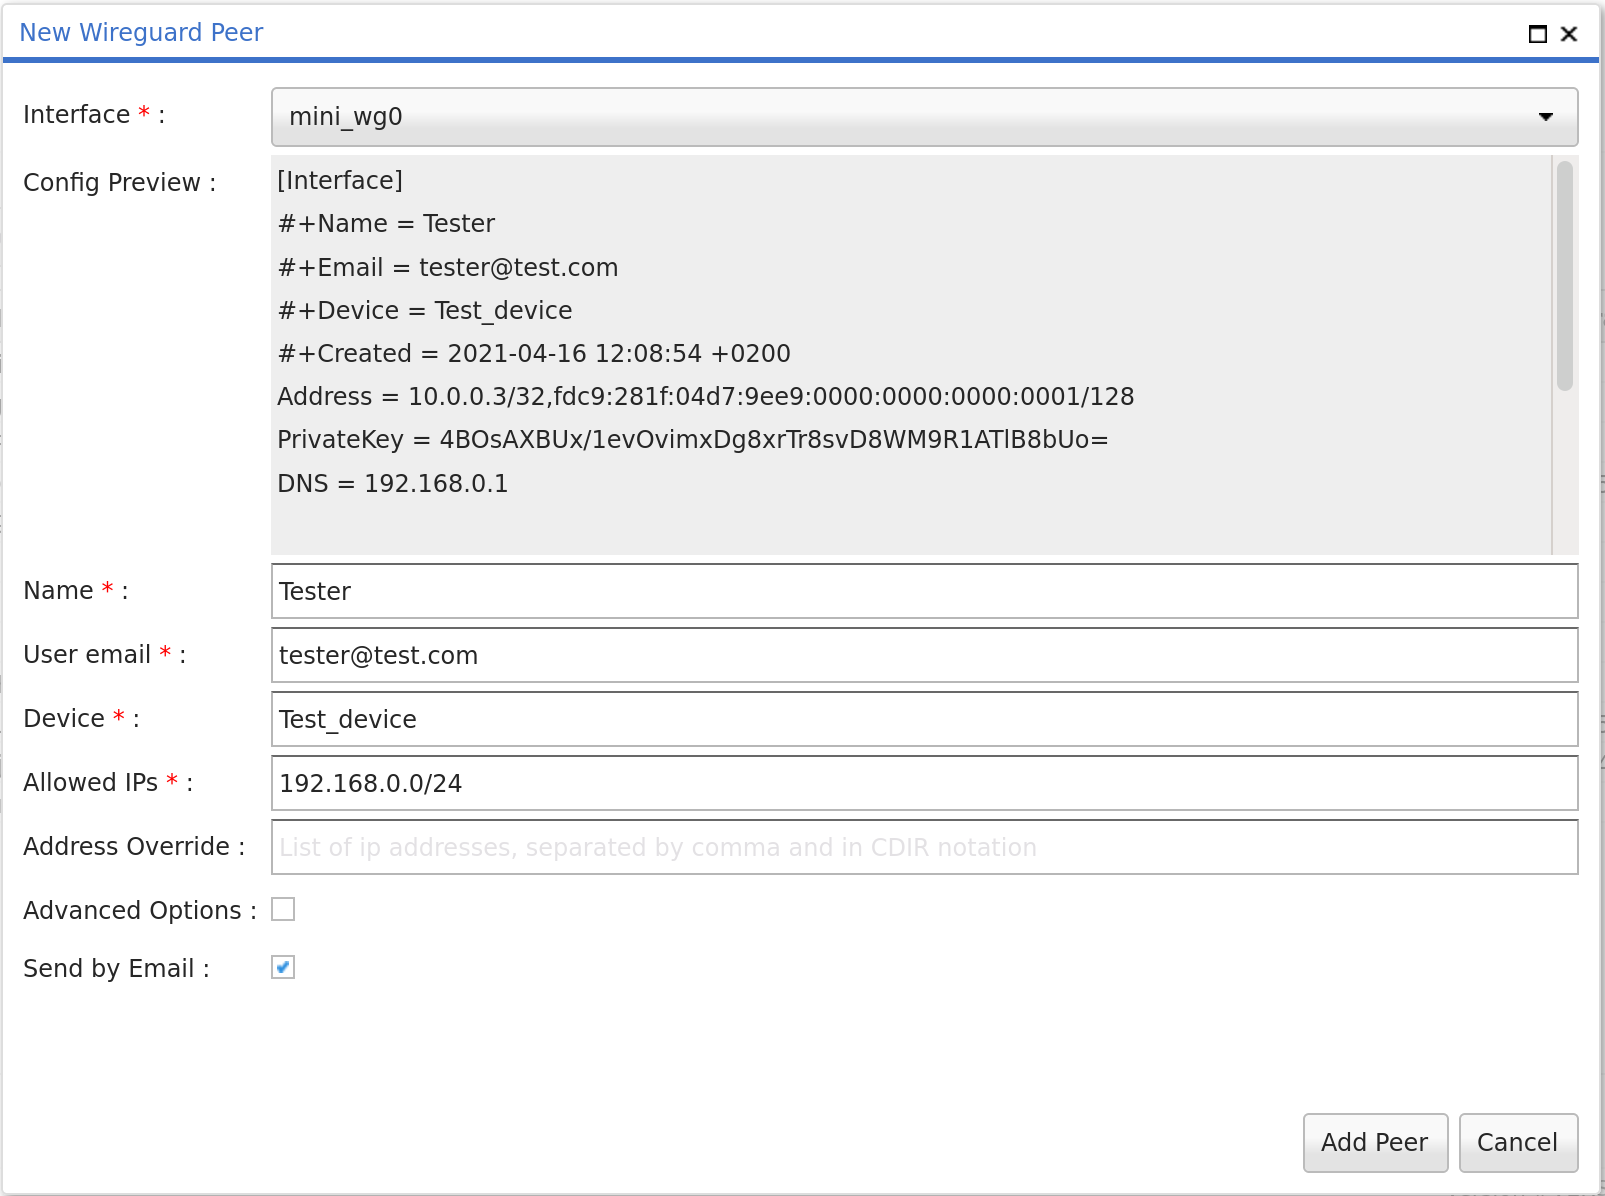 New Wireguard Peer
Interface * :
mini_wg0
Config Preview :
[Interface]
#+Name = Tester
#+Email = tester@test.com
#+Device = Test_device
#+Created = 2021-04-16 12:08:54 +0200
Address = 10.0.0.3/32,fdc9:281f:04d7:9ee9:0000:0000:0000:0001/128
PrivateKey = 4BOsAXBUx/1evOvimxDg8xrTr8svD8WM9R1ATlB8bUo=
DNS = 192.168.0.1
Name * :
Tester
User email * :
tester@test.com
Device * :
Test_device
Allowed IPs * :
192.168.0.0/24
Address Override :
List of ip addresses, separated by comma and in CDIR notation
Advanced Options :
Send by Email :
Add Peer
Cancel